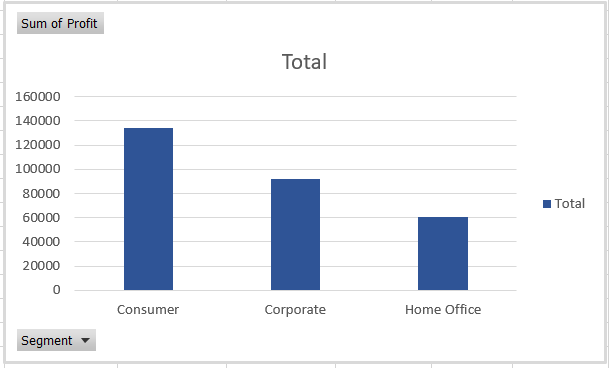 Sum of Profit
Total
160000
140000
120000
100000
80000
60000
40000
20000
0
Consumer Corporate Home Office
Total
Segment